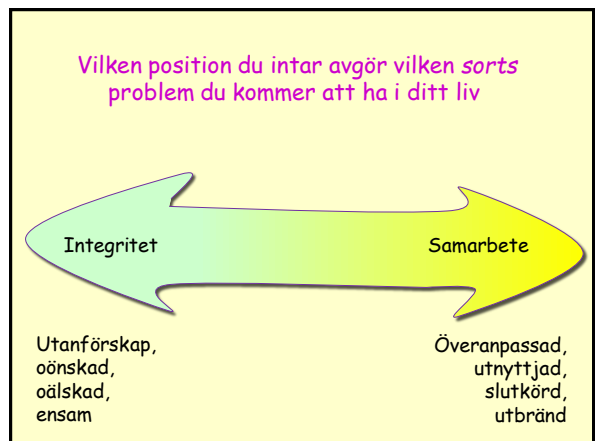 Vilken position du intar avgör vilken sorts
problem du kommer att ha i ditt liv
Integritet
Samarbete
Utanförskap,
oönskad,
oälskad,
ensam
Överanpassad,
utnyttjad,
slutkörd,
utbränd